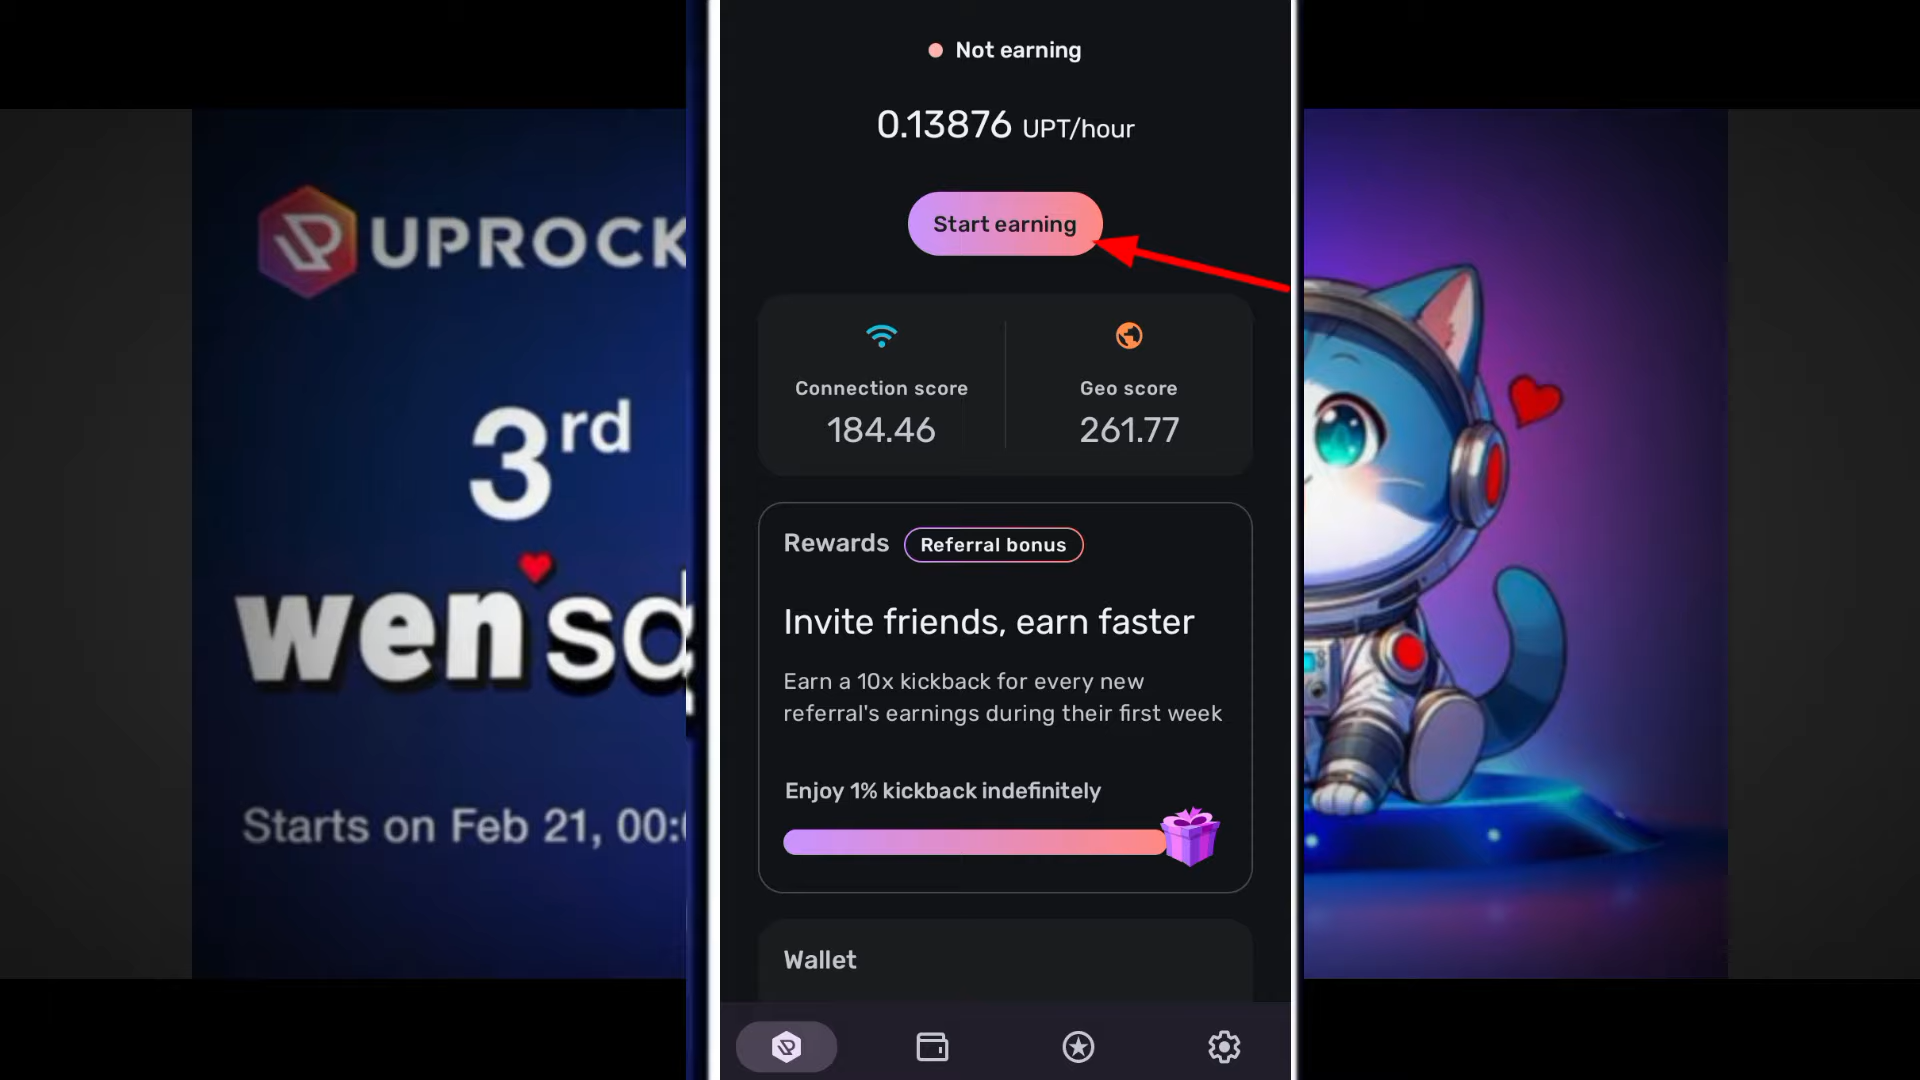 UPROCK
3rd
wen so
Starts on Feb 21, 00:
Not earning
0.13876 UPT/hour
Start earning
Connection score
184.46
Geo score
261.77
Rewards
Referral bonus
Invite friends, earn faster
Earn a 10x kickback for every new
referral's earnings during their first week
Enjoy 1% kickback indefinitely
Wallet